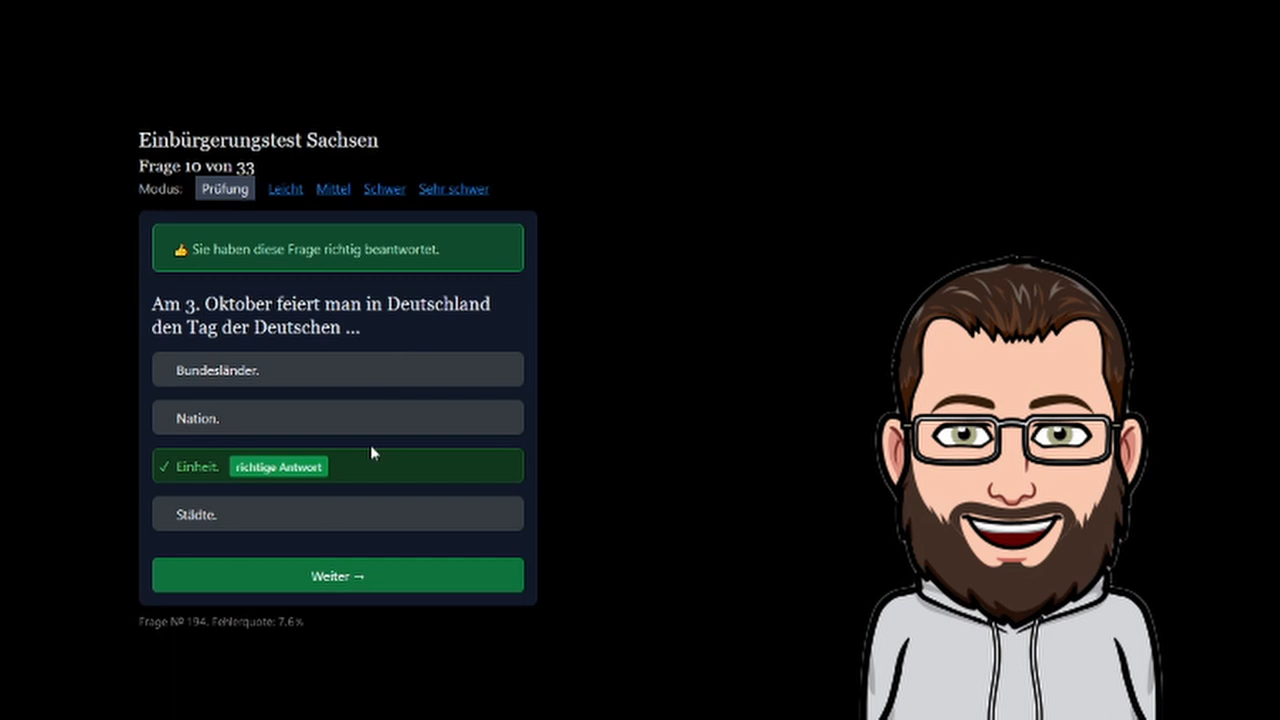 Einbürgerungstest Sachsen
Frage 10 von 33
Modus: Prüfung Leicht Mittel Schwer Sehr schwer
👍 Sie haben diese Frage richtig beantwortet.
Am 3. Oktober feiert man in Deutschland
den Tag der Deutschen ...
Bundesländer.
Nation.
✓ Einheit. richtige Antwort
Städte.
Weiter →
Frage № 194. Fehlerquote: 7.6 %